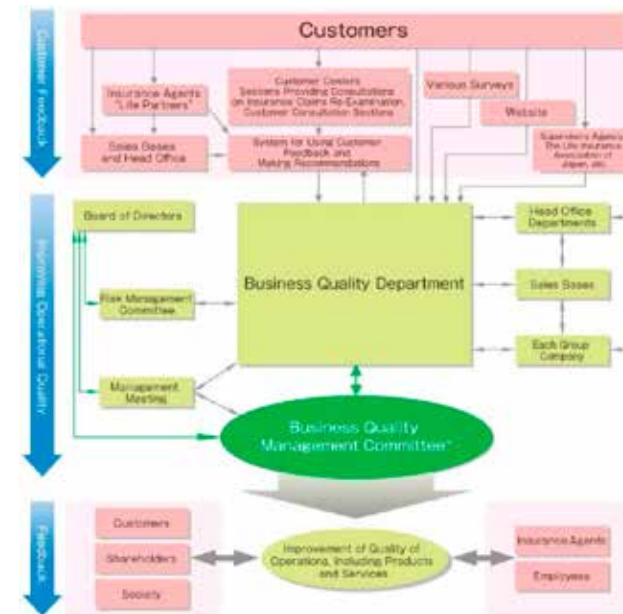 Customer Feedback
Customers
Insurance Agents
"Life Partners"
Customer Centers
Sections Providing Consultations
on Insurance Claims Re-Examination,
Customer Consultation Sections
Various Surveys
Website
Sales Bases
and Head Office
System for Using Customer
Feedback and
Making Recommendations
Supervisory Agency,
The Life Insurance
Association of
Japan, etc.
Improving Operational Quality
Board of Directors
Business Quality Department
Head Office
Departments
Risk Management
Committee
Sales Bases
Each Group
Company
Management
Meeting
Business Quality
Management Committee*
Feedback
Customers
Shareholders
Society
Improvement of Quality of
Operations, Including Products
and Services
Insurance Agents
Employees